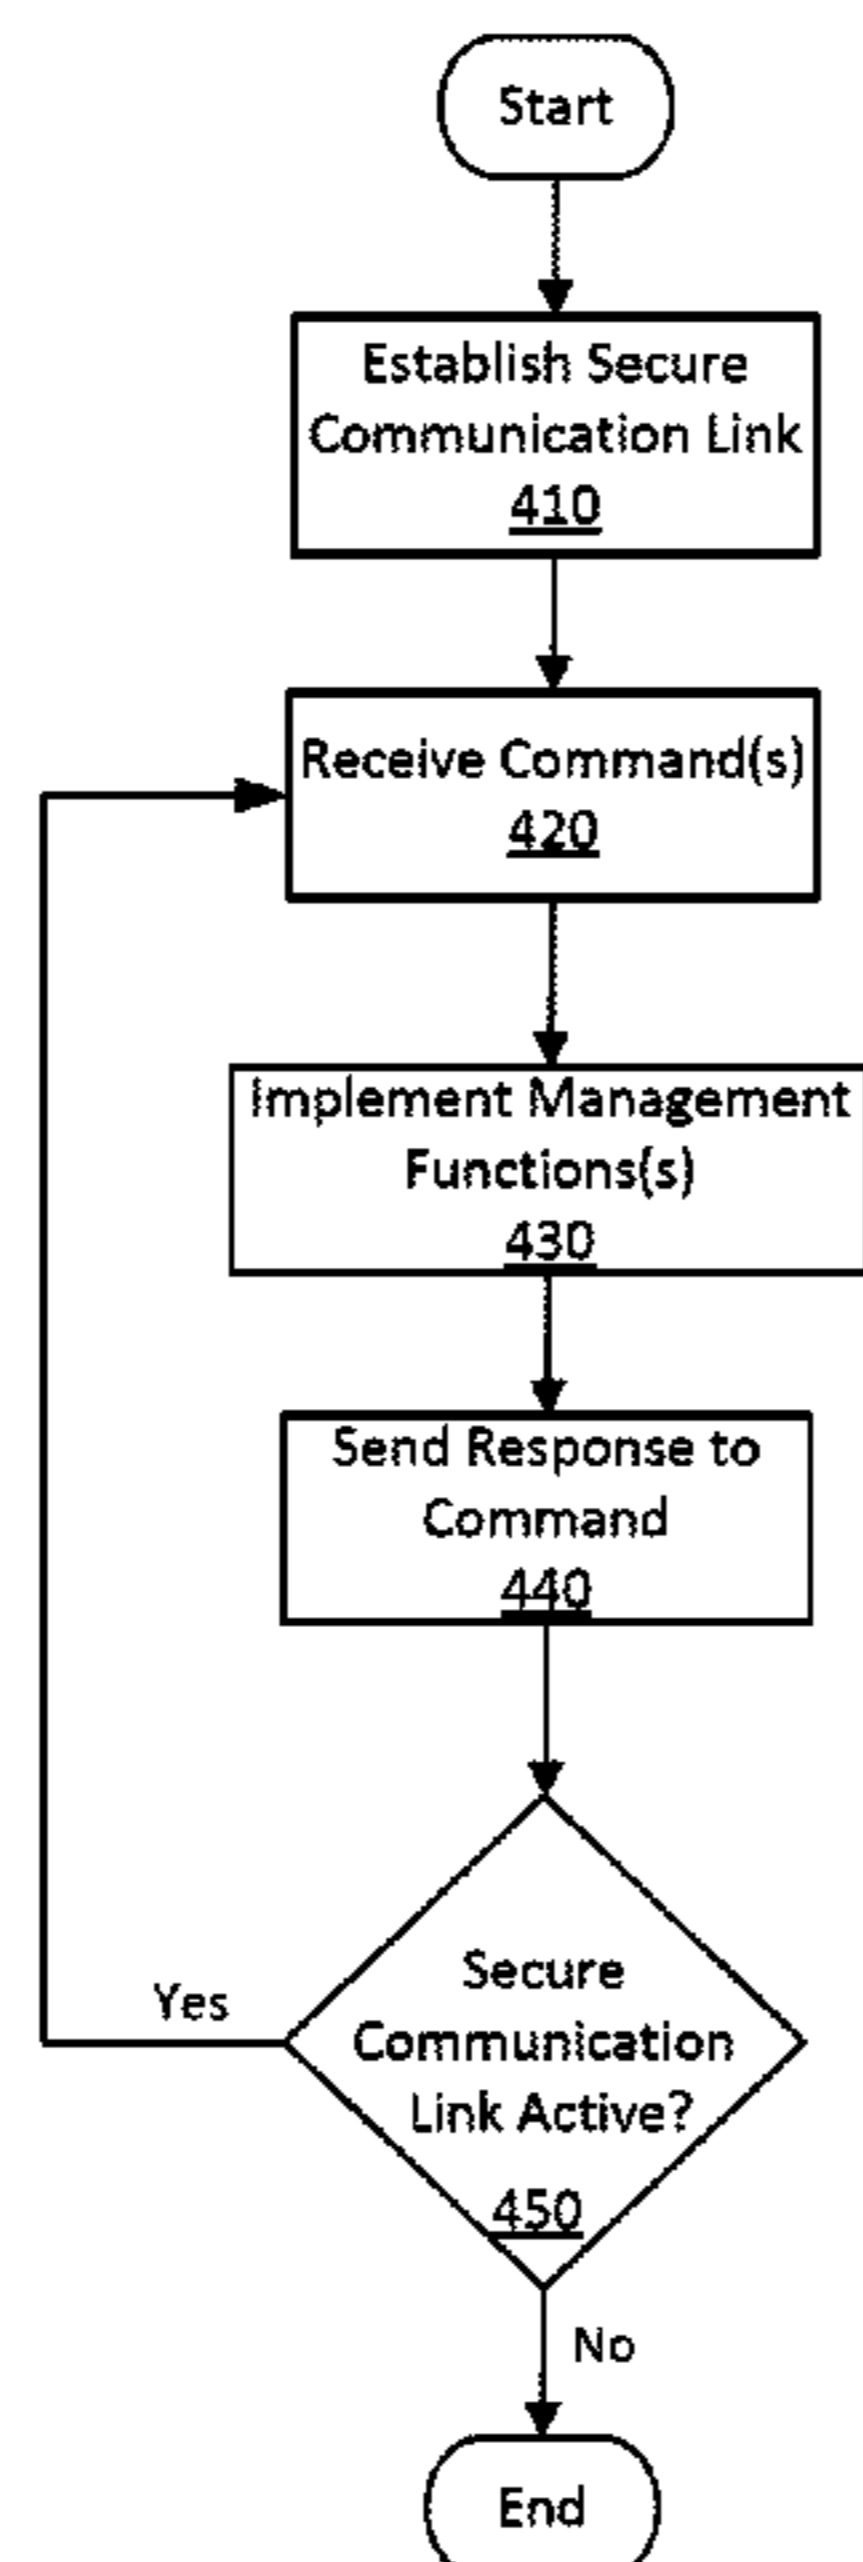 Start
Establish Secure
Communication Link
410
Receive Command(s)
420
Implement Management
Functions(s)
430
Send Response to
Command
440
Secure
Communication
Link Active?
450
Yes
No
End